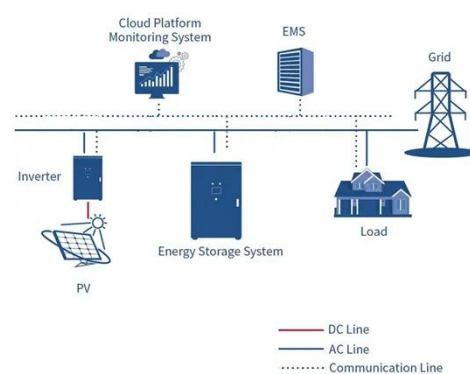 Cloud Platform
Monitoring System
EMS
Grid
Inverter
Energy Storage System
Load
PV
DC Line
AC Line
Communication Line